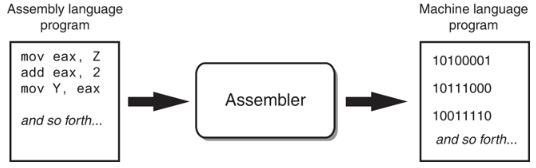 Assembly language
program
mov eax, Z
add eax, 2
mov Y, eax
and so forth...
Assembler
Machine language
program
10100001
10111000
10011110
and so forth...